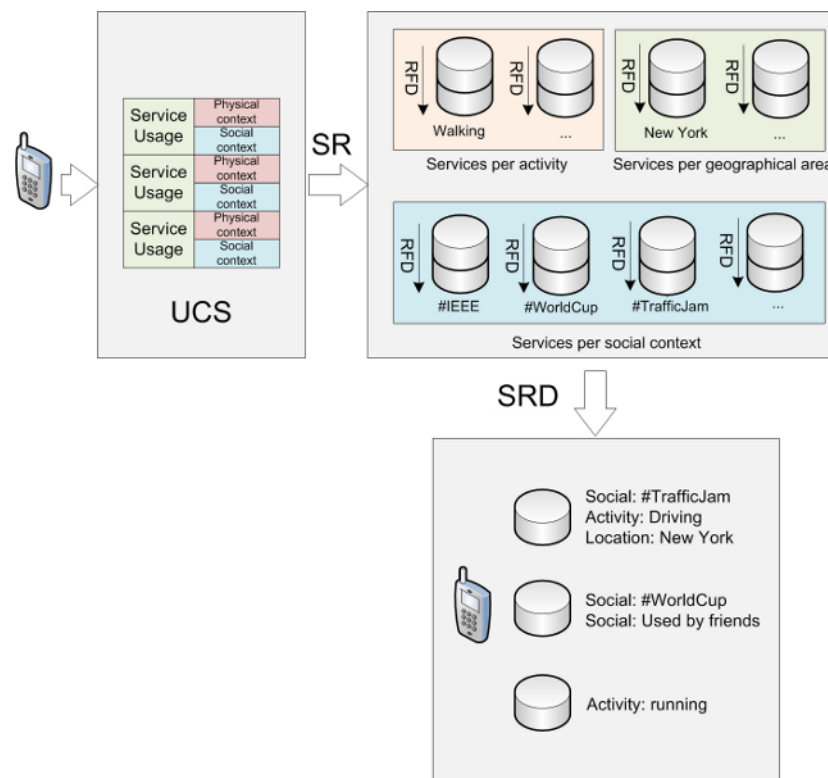 Service Usage
Physical context
Social context
Service Usage
Physical context
Social context
Service Usage
Physical context
Social context
UCS
SR
RFD
Walking
RFD
...
Services per activity
RFD
New York
RFD
...
Services per geographical area
RFD
#IEEE
RFD
#WorldCup
RFD
#TrafficJam
RFD
...
Services per social context
SRD
Social: #TrafficJam
Activity: Driving
Location: New York
Social: #WorldCup
Social: Used by friends
Activity: running